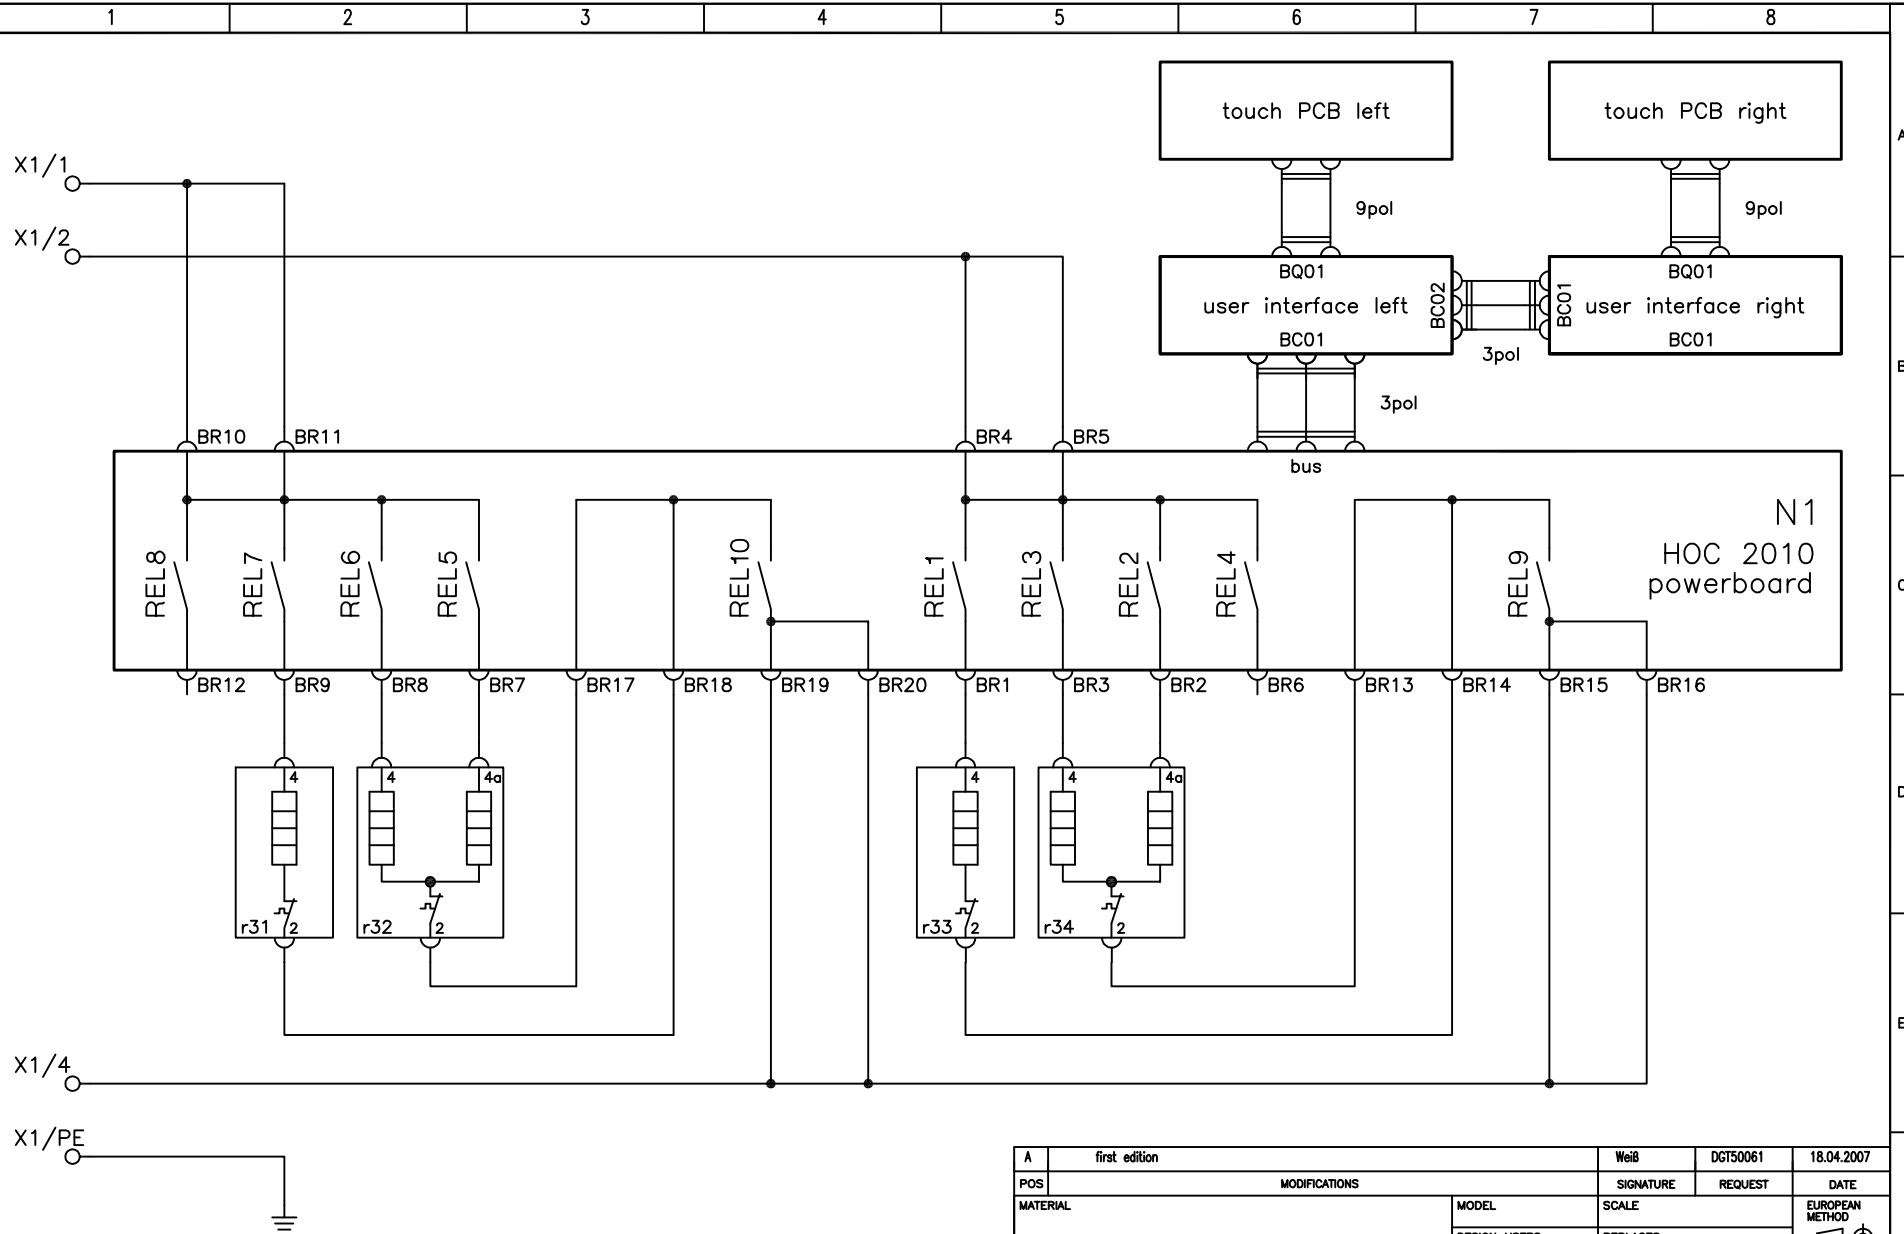 1 2 3 4 5 6 7 8
touch PCB left touch PCB right
A
X1/1
9pol 9pol
X1/2
BQ01 BQ01
user interface left BC02 BC01 user interface right
BC01 BC01
3pol
B
3pol
BR10 BR11 BR4 BR5
bus
N1
HOC 2010
powerboard
REL8 REL7 REL6 REL5 REL10 REL1 REL3 REL2 REL4 REL9
C
BR12 BR9 BR8 BR7 BR17 BR18 BR19 BR20 BR1 BR3 BR2 BR6 BR13 BR14 BR15 BR16
4 4 4a 4 4 4a
D
r31 2 r32 2 r33 2 r34 2
E
X1/4
X1/PE
A first edition Weiß DGT50061 18.04.2007
POS MODIFICATIONS SIGNATURE REQUEST DATE
MATERIAL MODEL SCALE EUROPEAN
METHOD